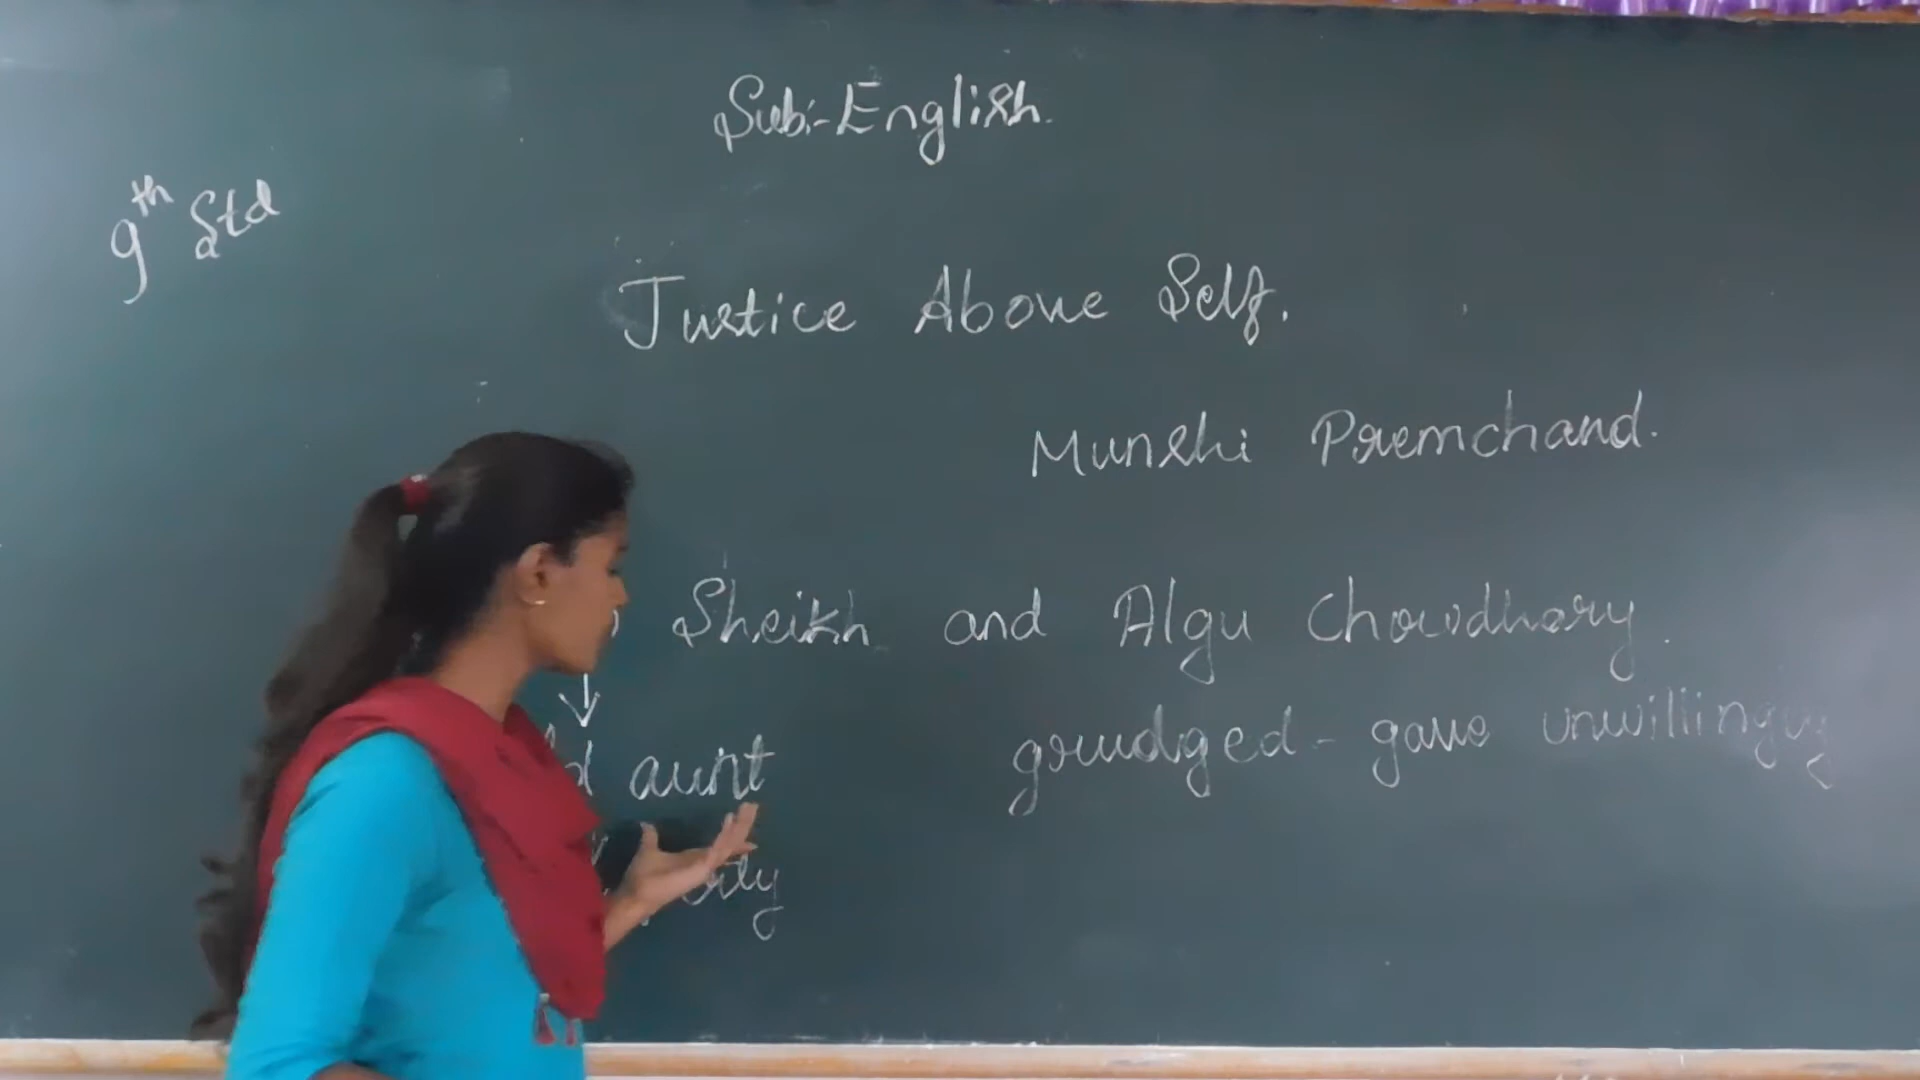 Sub:- English.
9th Std
Justice Above Self.
Munshi Premchand.
Sheikh and Algu Chowdhary.
aunt
grudged - gave unwillingly